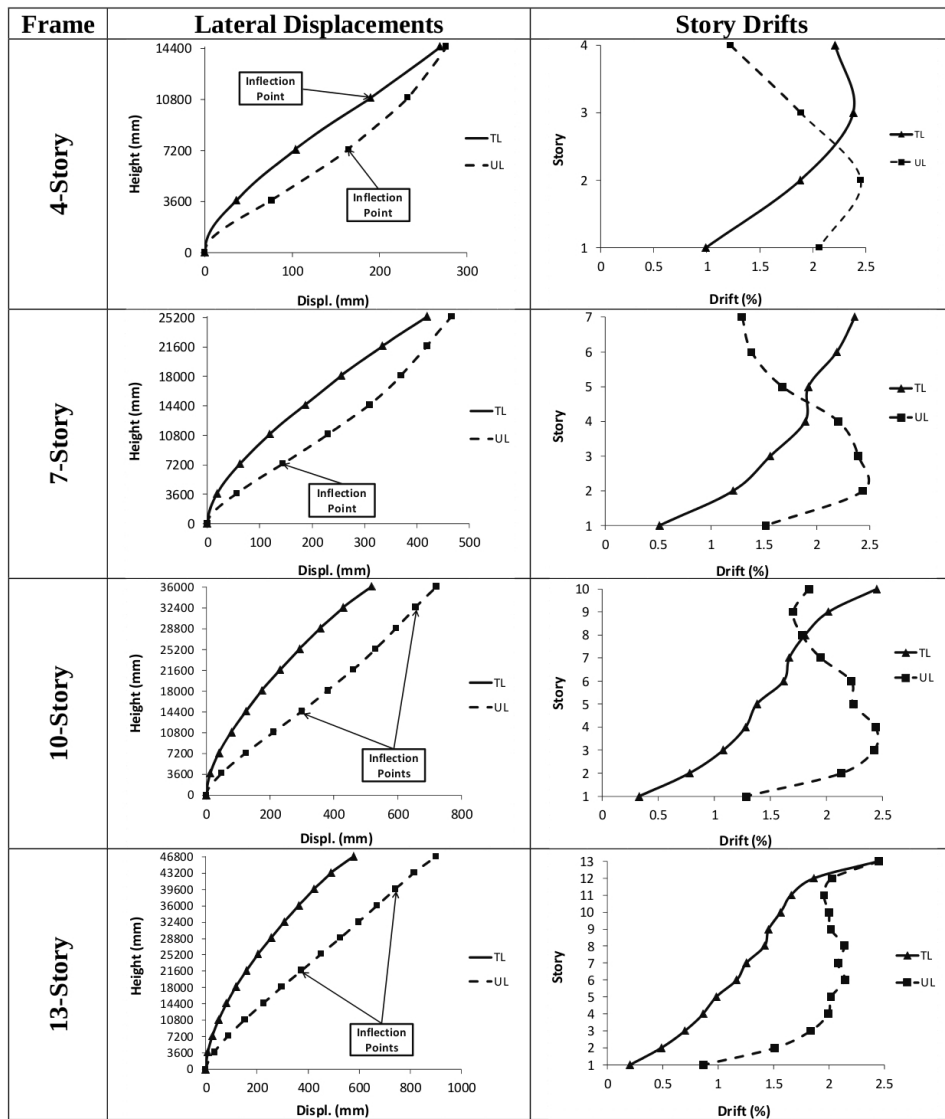 Frame
Lateral Displacements
Story Drifts
4-Story
Height (mm)
14400
10800
7200
3600
0
Inflection
Point
Inflection
Point
TL
UL
0 100 200 300
Displ. (mm)
Story
4
3
2
1
TL
UL
0 0.5 1 1.5 2 2.5
Drift (%)
7-Story
Height (mm)
25200
21600
18000
14400
10800
7200
3600
0
Inflection
Point
TL
UL
0 100 200 300 400 500
Displ. (mm)
Story
7
6
5
4
3
2
1
TL
UL
0 0.5 1 1.5 2 2.5
Drift (%)
10-Story
Height (mm)
36000
32400
28800
25200
21600
18000
14400
10800
7200
3600
0
Inflection
Points
TL
UL
0 200 400 600 800
Displ. (mm)
Story
10
9
8
7
6
5
4
3
2
1
TL
UL
0 0.5 1 1.5 2 2.5
Drift (%)
13-Story
Height (mm)
46800
43200
39600
36000
32400
28800
25200
21600
18000
14400
10800
7200
3600
0
Inflection
Points
TL
UL
0 200 400 600 800 1000
Displ. (mm)
Story
13
12
11
10
9
8
7
6
5
4
3
2
1
TL
UL
0 0.5 1 1.5 2 2.5
Drift (%)